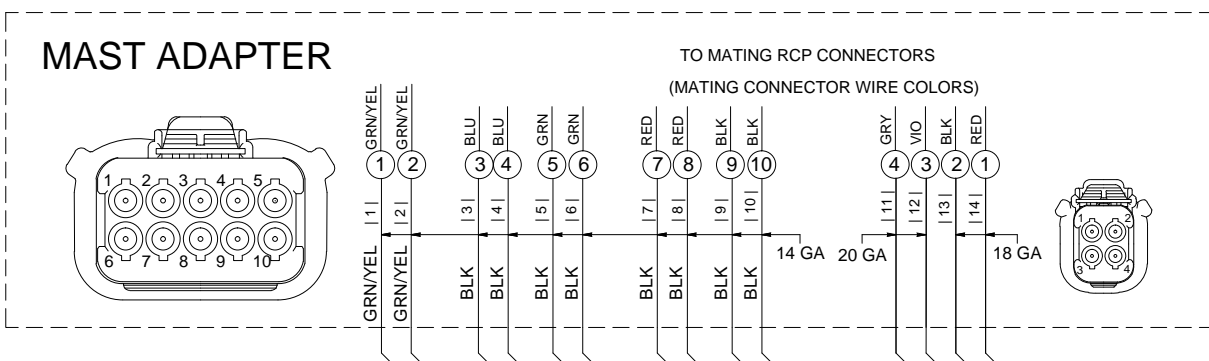 MAST ADAPTER
TO MATING RCP CONNECTORS
(MATING CONNECTOR WIRE COLORS)
GRN/YEL GRN/YEL BLU BLU GRN GRN RED RED BLK BLK GRY VIO BLK RED
1 2 3 4 5 6 7 8 9 10 4 3 2 1
|1| |2| |3| |4| |5| |6| |7| |8| |9| |10| |11| |12| |13| |14|
14 GA 20 GA 18 GA
GRN/YEL GRN/YEL BLK BLK BLK BLK BLK BLK BLK BLK
1 2 3 4 5
6 7 8 9 10
1 2
3 4